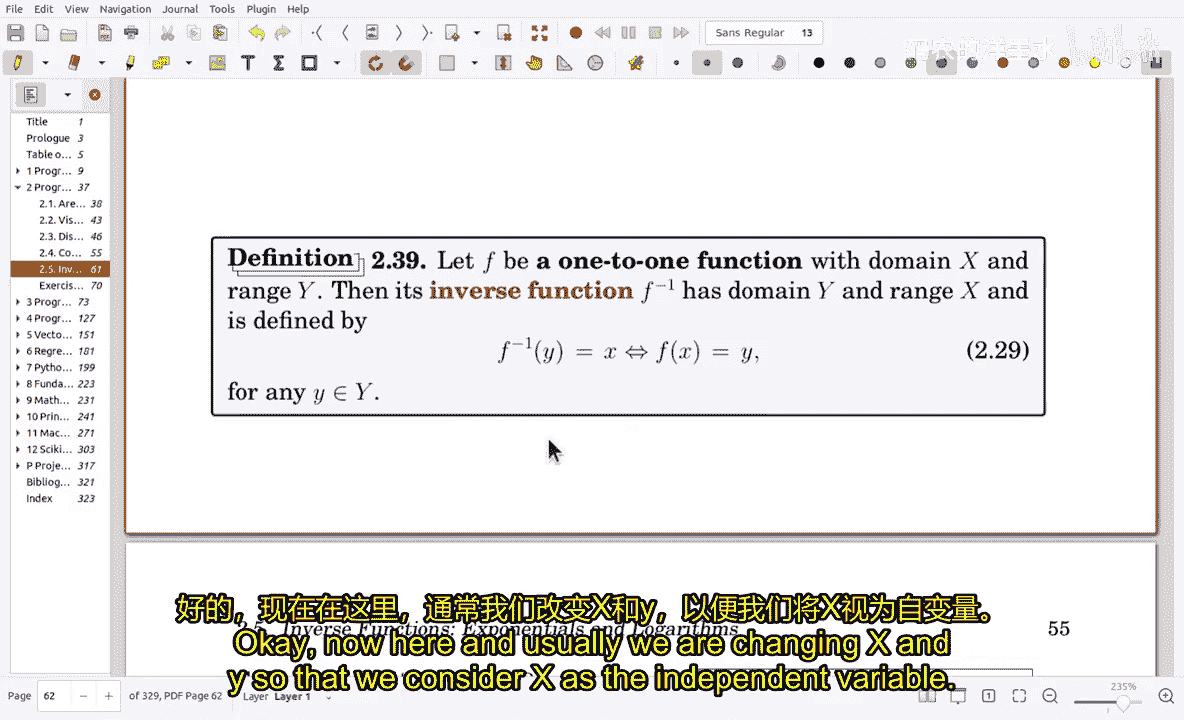 File Edit View Navigation Journal Tools Plugin Help
Sans Regular 13
Title 1
Prologue 3
Table o... 5
1 Progr... 9
2 Progr... 37
2.1. Are... 38
2.2. Vis... 43
2.3. Dis... 46
2.4. Co... 55
2.5. Inv... 61
Exercis... 70
3 Progr... 73
4 Progr... 127
5 Vecto... 151
6 Regre... 181
7 Pytho... 199
8 Funda... 223
9 Math... 231
10 Prin... 241
11 Mac... 271
12 Sciki... 303
P Proje... 317
Bibliog... 321
Index 323
Definition 2.39. Let f be a one-to-one function with domain X and
range Y. Then its inverse function f⁻¹ has domain Y and range X and
is defined by
f⁻¹(y) = x ⇔ f(x) = y, (2.29)
for any y ∈ Y.
Inverse Functions: Exponentials and Logarithms 55
好的，现在在这里，通常我们改变X和y，以便我们将X视为自变量。
Okay, now here and usually we are changing X and
y so that we consider X as the independent variable.
Page 62 of 329, PDF Page 62 Layer Layer 1 235%